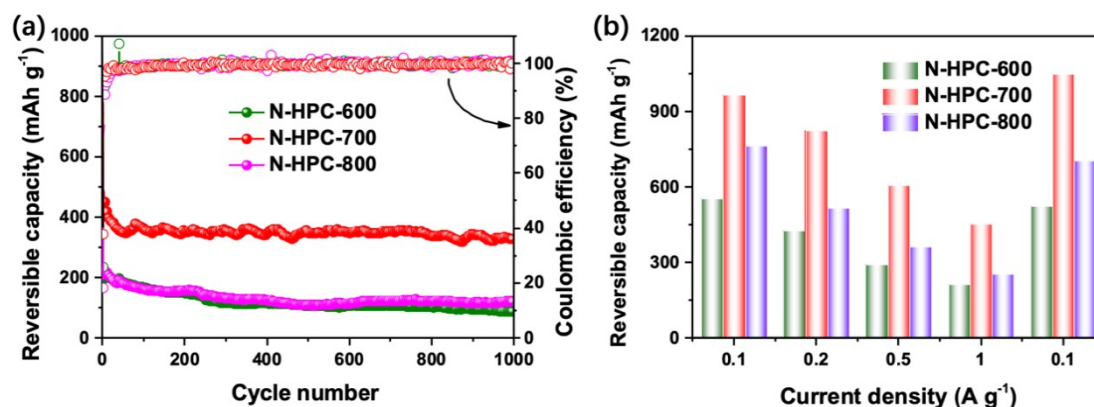 (a)
Reversible capacity (mAh g⁻¹)
1000
800
600
400
200
0
N-HPC-600
N-HPC-700
N-HPC-800
100
80
60
40
20
0
Coulombic efficiency (%)
0 200 400 600 800 1000
Cycle number
(b)
Reversible capacity (mAh g⁻¹)
1200
900
600
300
0
N-HPC-600
N-HPC-700
N-HPC-800
0.1 0.2 0.5 1 0.1
Current density (A g⁻¹)